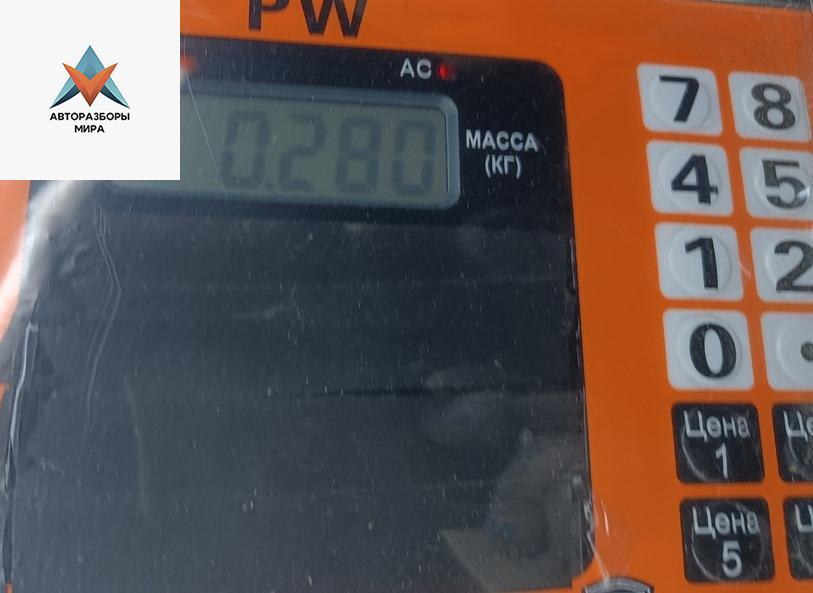 PW
АВТОРАЗБОРЫ
МИРА
AC
0.280
МАССА
(КГ)
7 8
4 5
1 2
0 .
Цена
1
Цена
5